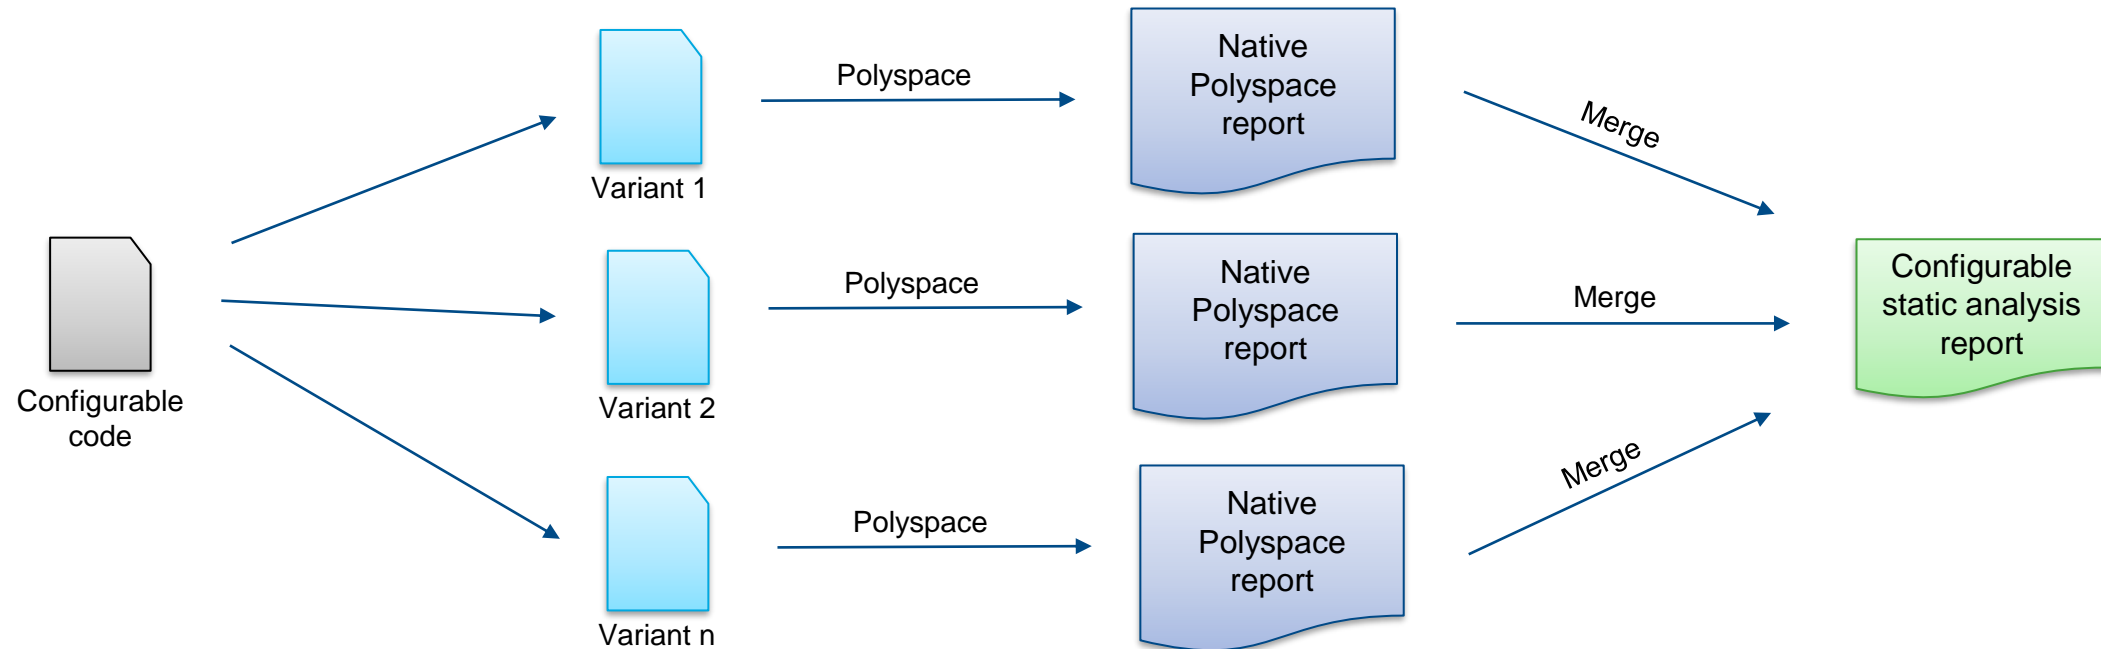 Configurable
code
Variant 1
Polyspace
Native
Polyspace
report
Merge
Variant 2
Polyspace
Native
Polyspace
report
Merge
Variant n
Polyspace
Native
Polyspace
report
Merge
Configurable
static analysis
report